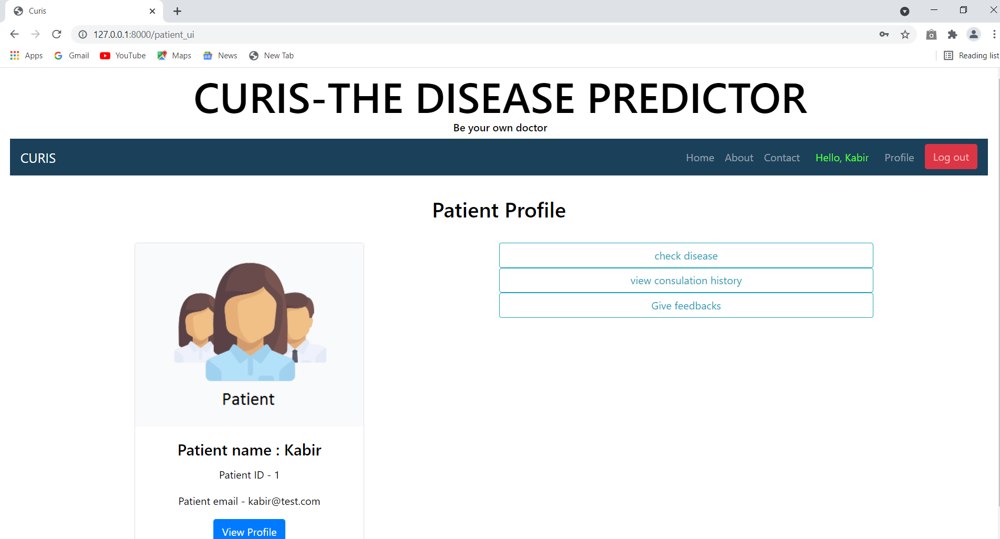 Curis
127.0.0.1:8000/patient_ui
Apps Gmail YouTube Maps News New Tab Reading list
CURIS-THE DISEASE PREDICTOR
Be your own doctor
CURIS Home About Contact Hello, Kabir Profile Log out
Patient Profile
check disease
view consulation history
Give feedbacks
Patient
Patient name : Kabir
Patient ID - 1
Patient email - kabir@test.com
View Profile